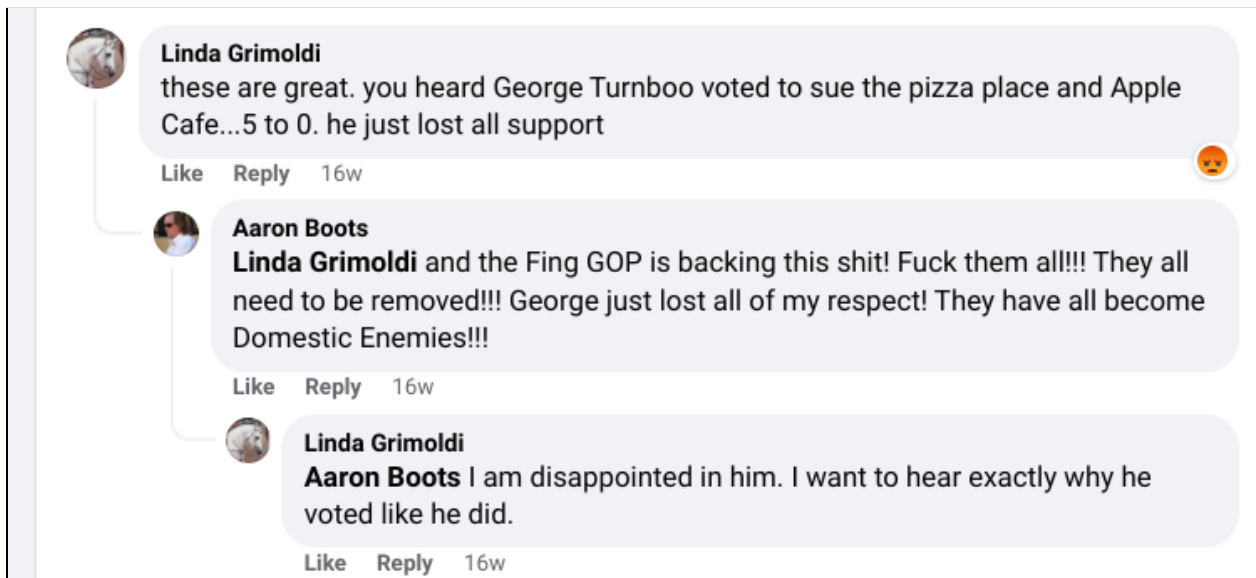 Linda Grimoldi
these are great. you heard George Turnboo voted to sue the pizza place and Apple
Cafe...5 to 0. he just lost all support
Like Reply 16w
Aaron Boots
Linda Grimoldi and the Fing GOP is backing this shit! Fuck them all!!! They all
need to be removed!!! George just lost all of my respect! They have all become
Domestic Enemies!!!
Like Reply 16w
Linda Grimoldi
Aaron Boots I am disappointed in him. I want to hear exactly why he
voted like he did.
Like Reply 16w